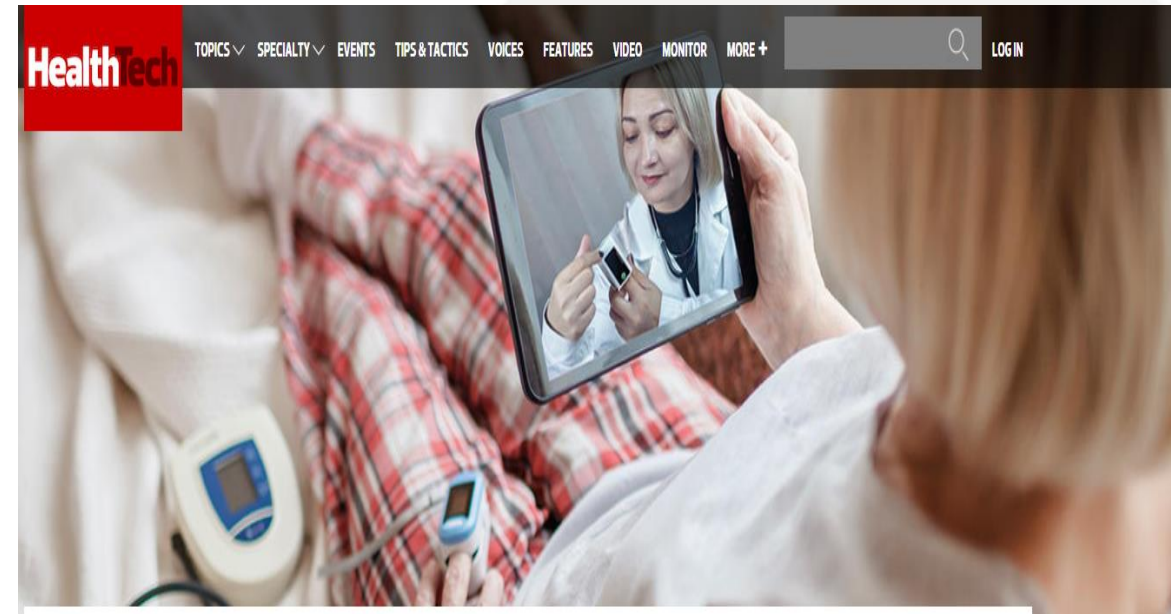 HealthTech
TOPICS SPECIALTY EVENTS TIPS & TACTICS VOICES FEATURES VIDEO MONITOR MORE + LOG IN